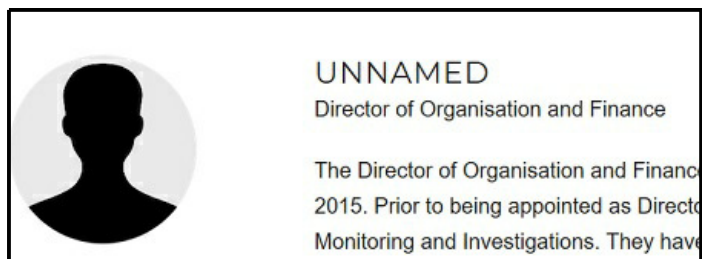 UNNAMED
Director of Organisation and Finance
The Director of Organisation and Financ
2015. Prior to being appointed as Direct
Monitoring and Investigations. They have